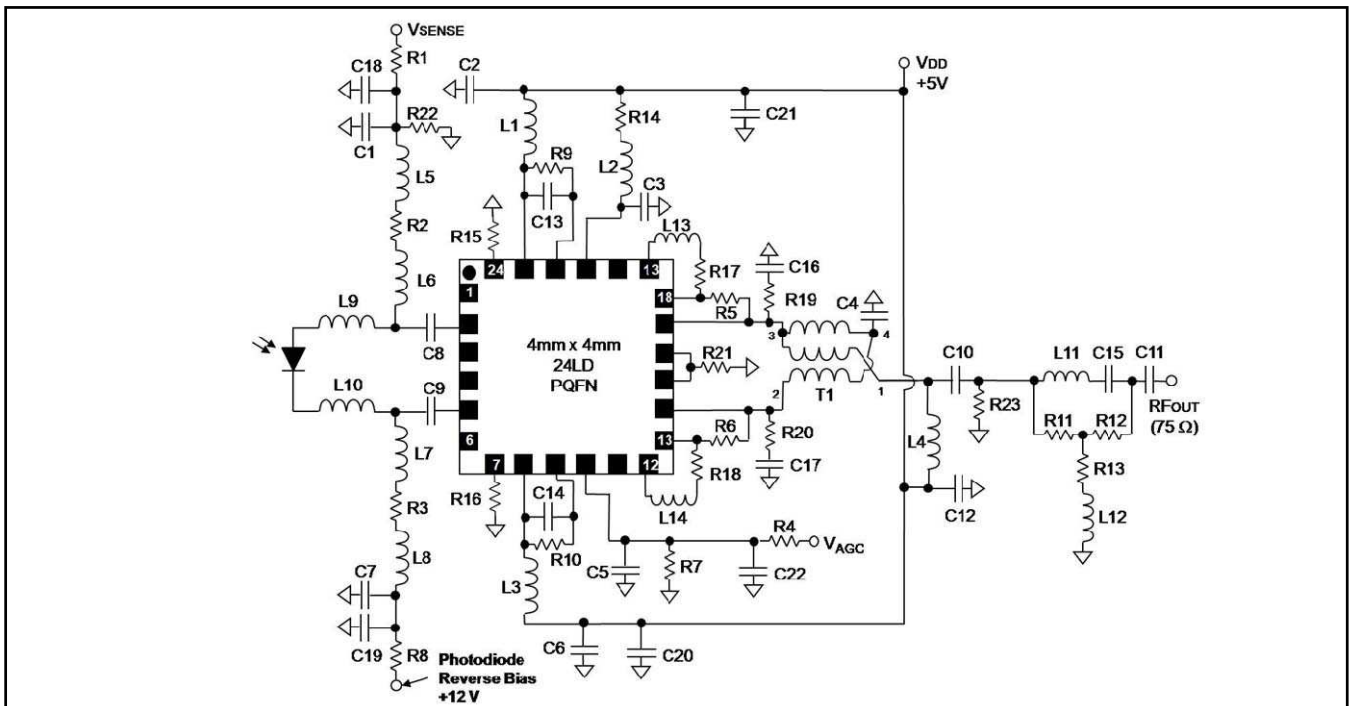 VSENSE
R1
C18
C2
VDD
+5V
R22
C1
L1
R14
C21
R9
L2
C3
L5
C13
R2
R15
L13
24
13
R17
C16
L6
1
18
R5
R19
C4
L9
C8
3
4
4mm x 4mm
24LD
PQFN
R21
C10
L11
C15
C11
L10
C9
2
T1
1
R23
RFOUT
(75 Ω)
R6
R20
L4
R11
R12
6
13
L7
R18
C17
R13
7
12
C14
R16
L14
C12
L12
R3
R10
R4
VAGC
L8
C7
L3
C5
R7
C22
C19
R8
C6
C20
Photodiode
Reverse Bias
+12 V